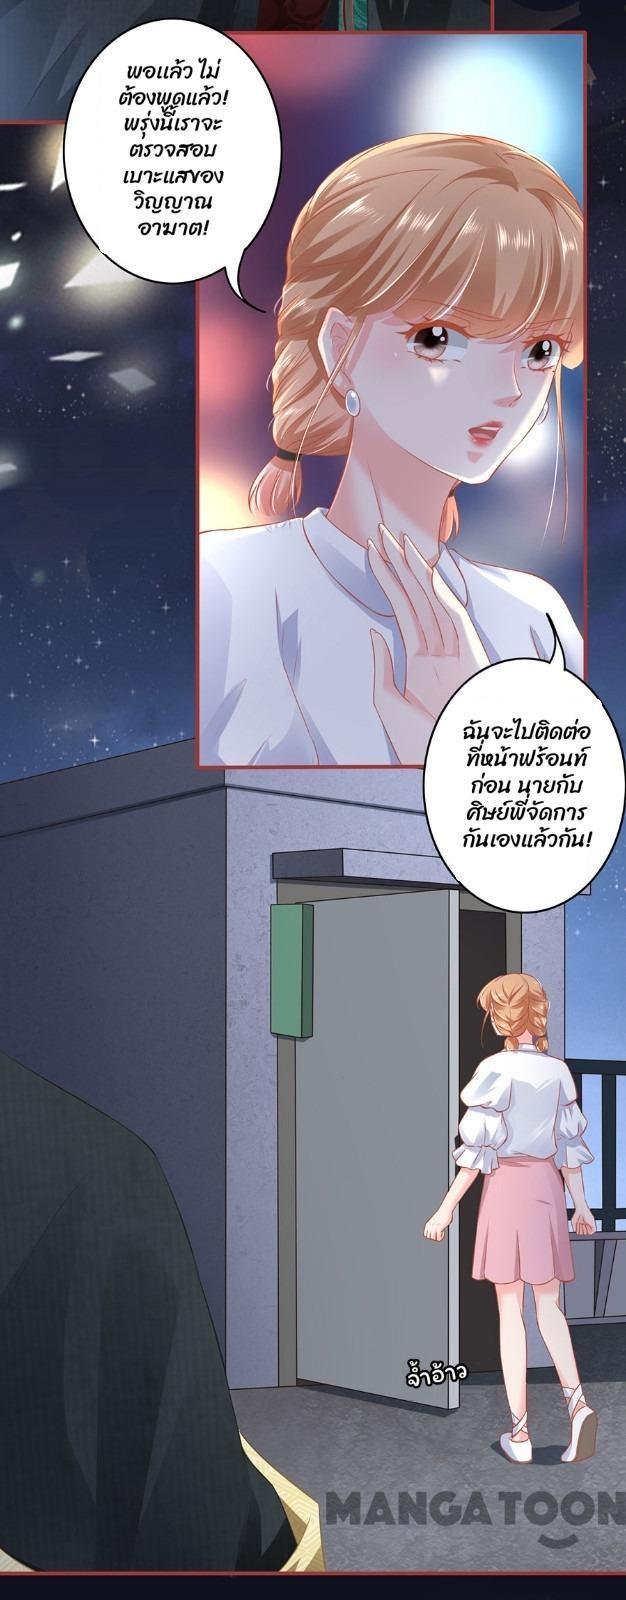 พอแล้ว ไม่
ต้องพูดแล้ว!
พรุ่งนี้เราจะ
ตรวจสอบ
เบาะแสของ
วิญญาณ
อาฆาต!
ฉันจะไปติดต่อ
ที่หน้าฟร้อนท์
ก่อน นายกับ
ศิษย์พี่จัดการ
กันเองแล้วกัน!
จ้ำอ้าว
MANGATOON